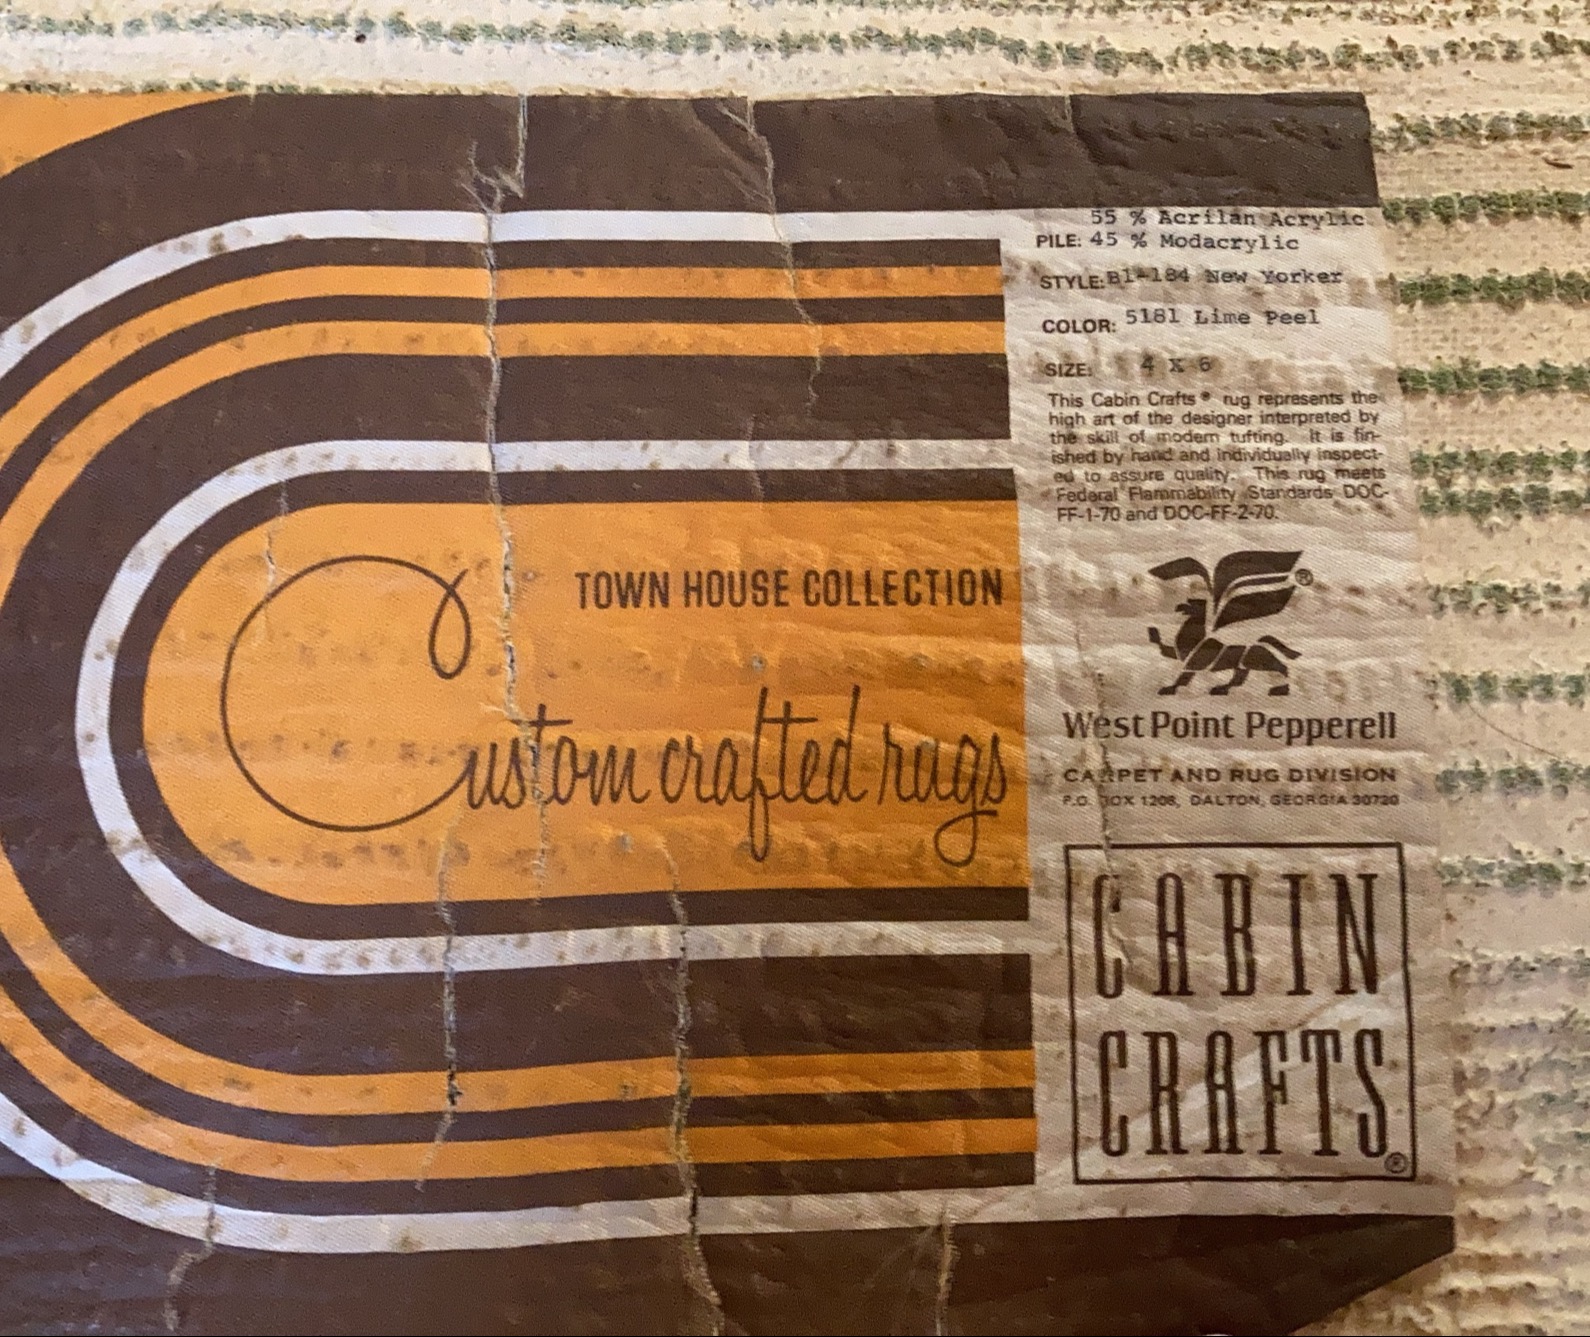 TOWN HOUSE COLLECTION
Custom crafted rugs
55 % Acrilan Acrylic
PILE: 45 % Modacrylic
STYLE: B1-184 New Yorker
COLOR: 5181 Lime Peel
SIZE: 4 X 6
This Cabin Crafts® rug represents the
high art of the designer interpreted by
the skill of modern tufting. It is fin-
ished by hand and individually inspect-
ed to assure quality. This rug meets
Federal Flammability Standards DOC-
FF-1-70 and DOC-FF-2-70.
®
West Point Pepperell
CARPET AND RUG DIVISION
P.O. BOX 1208, DALTON, GEORGIA 30720
CABIN
CRAFTS®